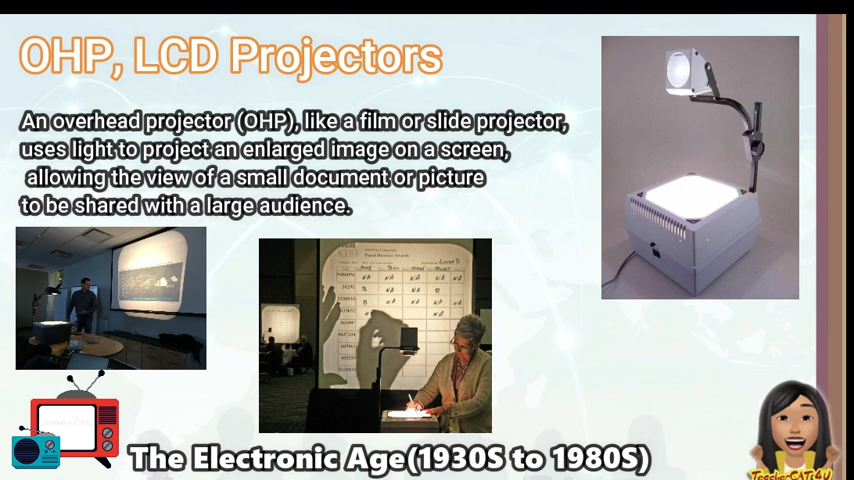 OHP, LCD Projectors
An overhead projector (OHP), like a film or slide projector,
uses light to project an enlarged image on a screen,
allowing the view of a small document or picture
to be shared with a large audience.
The Electronic Age(1930S to 1980S)
TeacherCAT4U